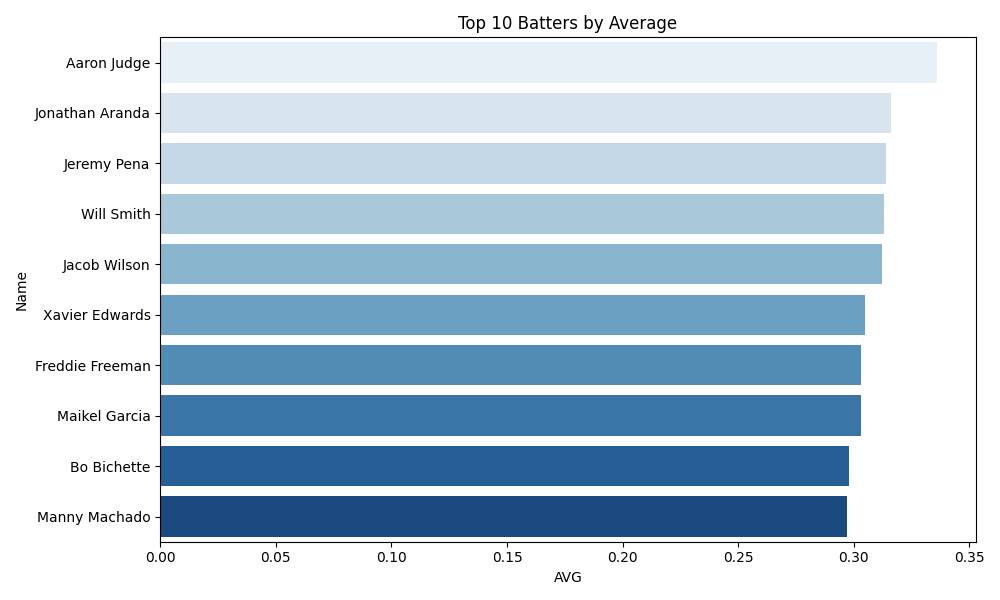 Top 10 Batters by Average
Name
Aaron Judge
Jonathan Aranda
Jeremy Pena
Will Smith
Jacob Wilson
Xavier Edwards
Freddie Freeman
Maikel Garcia
Bo Bichette
Manny Machado
0.00 0.05 0.10 0.15 0.20 0.25 0.30 0.35
AVG